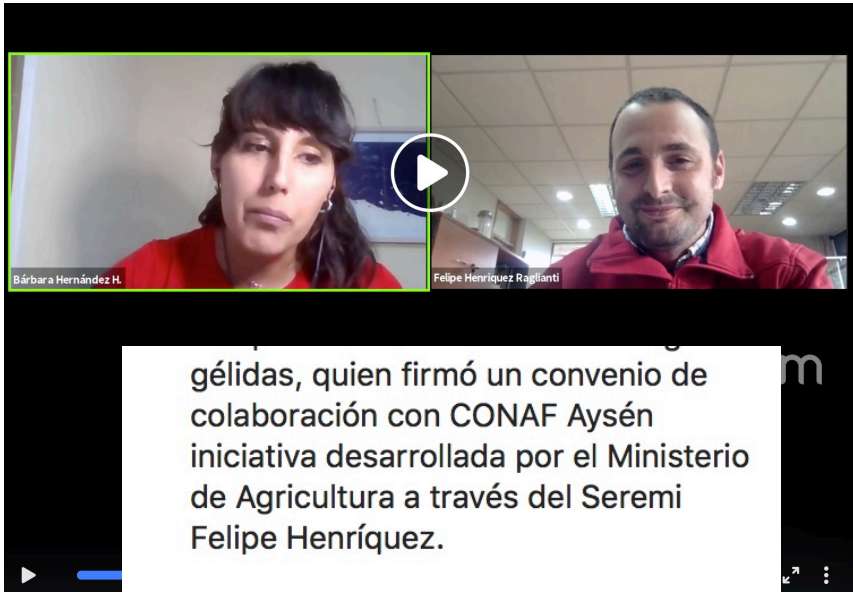 Bárbara Hernández H.
Felipe Henriquez Raglianti
gélidas, quien firmó un convenio de
colaboración con CONAF Aysén
iniciativa desarrollada por el Ministerio
de Agricultura a través del Seremi
Felipe Henríquez.